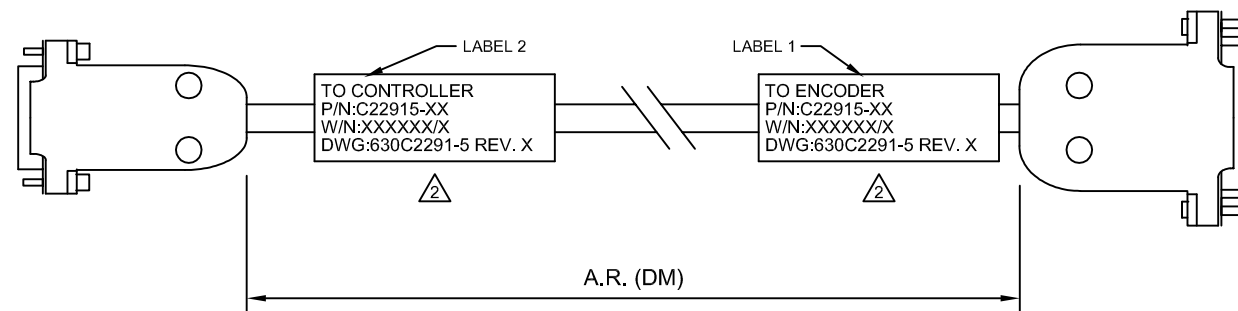 LABEL 2
LABEL 1
TO CONTROLLER
P/N:C22915-XX
W/N:XXXXXX/X
DWG:630C2291-5 REV. X
TO ENCODER
P/N:C22915-XX
W/N:XXXXXX/X
DWG:630C2291-5 REV. X
2
2
A.R. (DM)